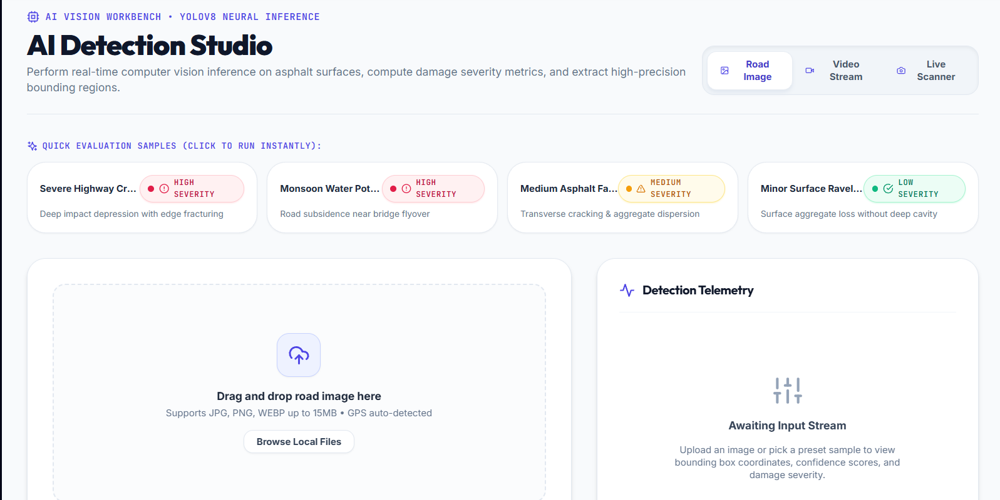 AI VISION WORKBENCH • YOLOV8 NEURAL INFERENCE
AI Detection Studio
Perform real-time computer vision inference on asphalt surfaces, compute damage severity metrics, and extract high-precision
bounding regions.
Road
Image
Video
Stream
Live
Scanner
QUICK EVALUATION SAMPLES (CLICK TO RUN INSTANTLY):
Severe Highway Cr...
HIGH
SEVERITY
Deep impact depression with edge fracturing
Monsoon Water Pot...
HIGH
SEVERITY
Road subsidence near bridge flyover
Medium Asphalt Fa...
MEDIUM
SEVERITY
Transverse cracking & aggregate dispersion
Minor Surface Ravel...
LOW
SEVERITY
Surface aggregate loss without deep cavity
Drag and drop road image here
Supports JPG, PNG, WEBP up to 15MB • GPS auto-detected
Browse Local Files
Detection Telemetry
Awaiting Input Stream
Upload an image or pick a preset sample to view
bounding box coordinates, confidence scores, and
damage severity.